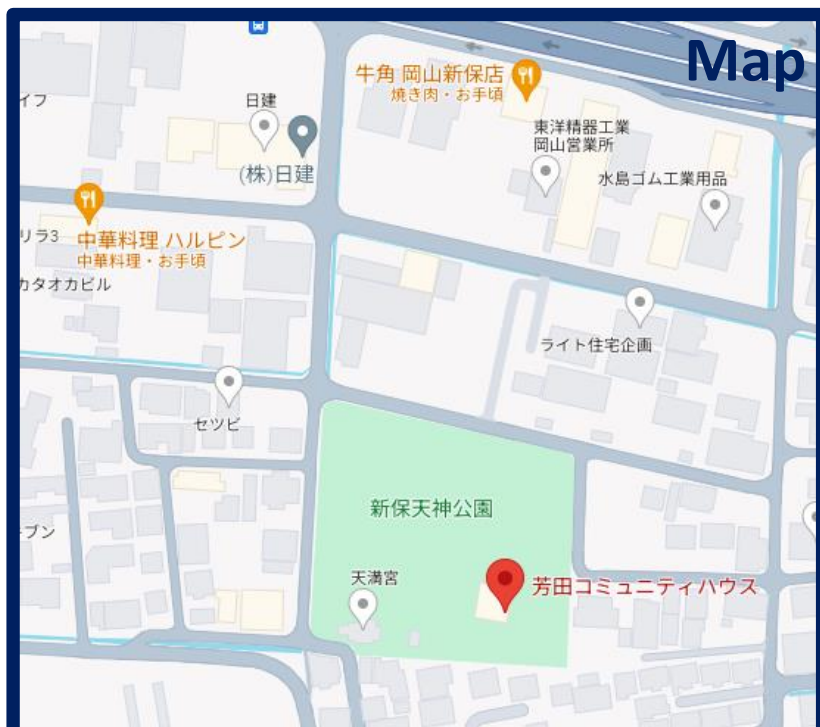 Map
牛角 岡山新保店
焼き肉・お手頃
イフ
日建
(株)日建
東洋精器工業
岡山営業所
水島ゴム工業用品
リラ3
中華料理 ハルピン
中華料理・お手頃
カタオカビル
ライト住宅企画
セツビ
新保天神公園
ブン
天満宮
芳田コミュニティハウス